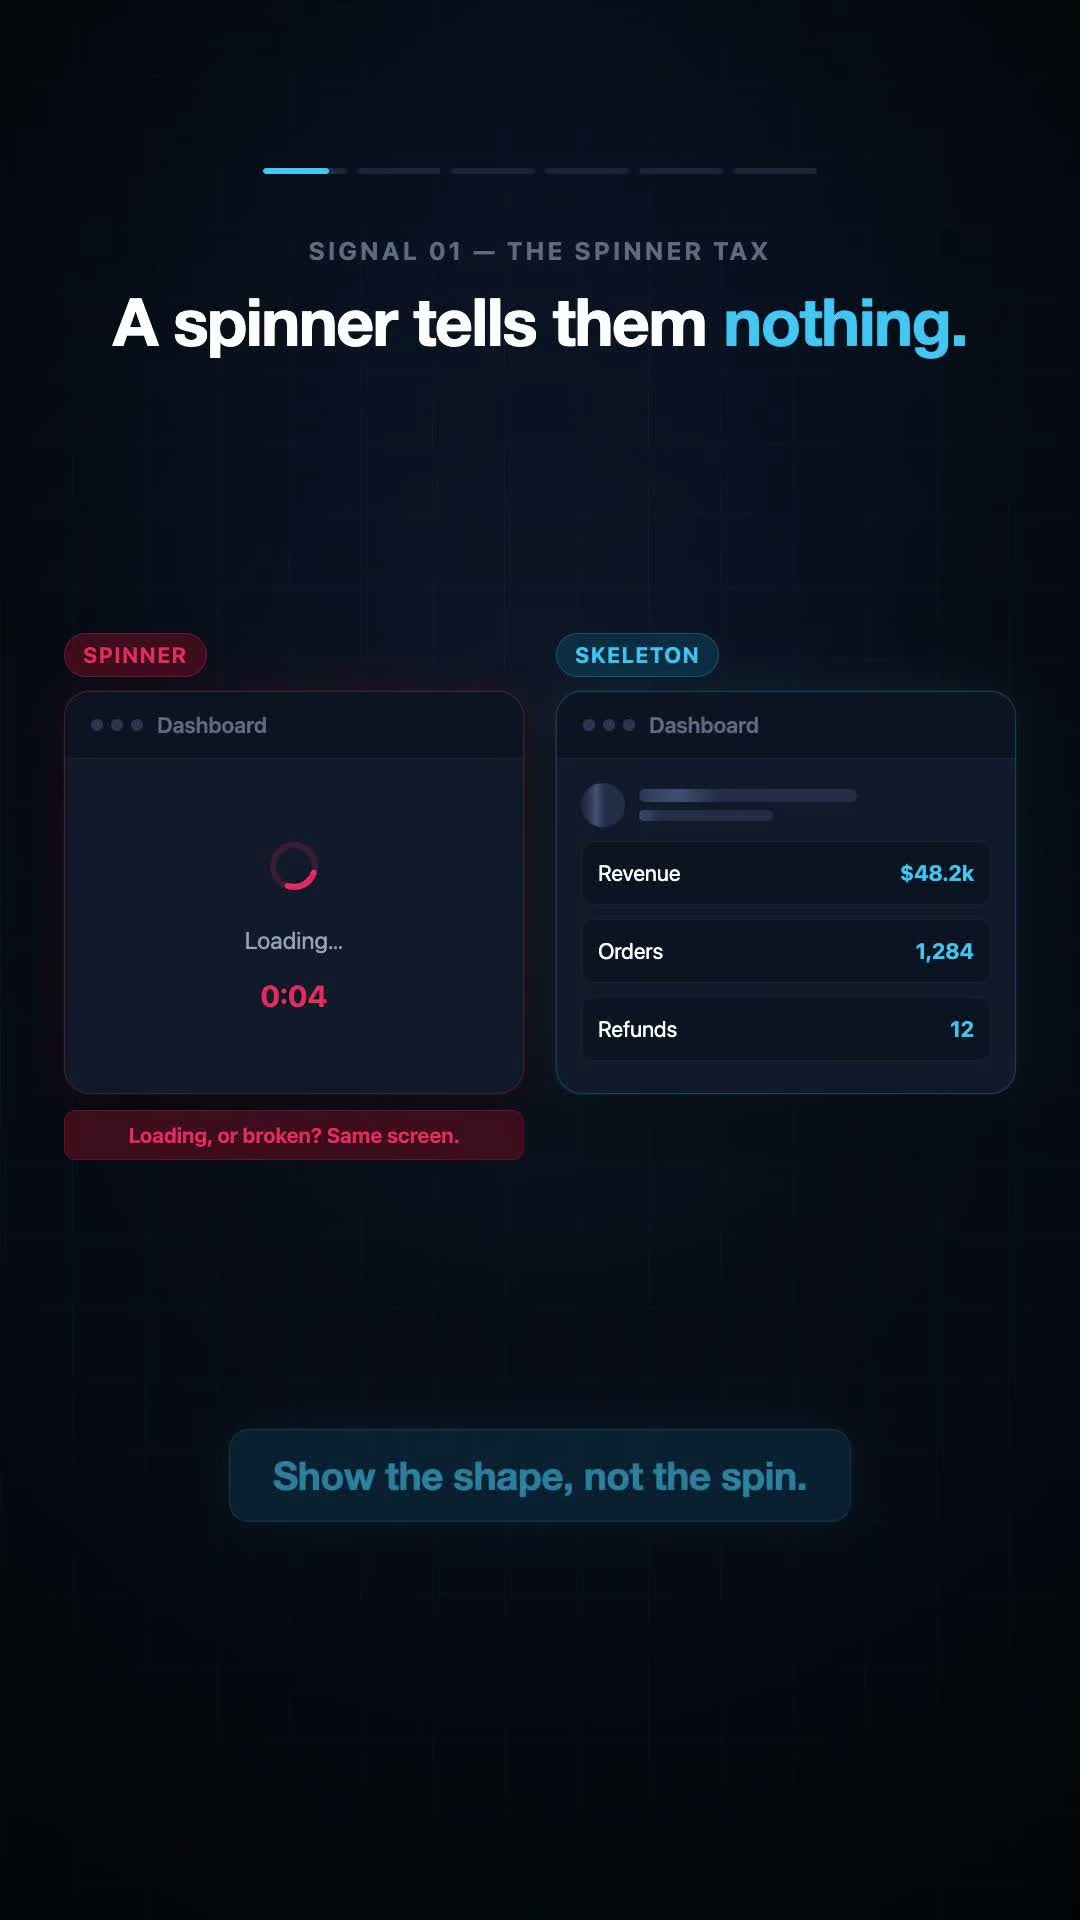 SIGNAL 01 — THE SPINNER TAX
A spinner tells them nothing.
SPINNER
Dashboard
Loading...
0:04
Loading, or broken? Same screen.
SKELETON
Dashboard
Revenue $48.2k
Orders 1,284
Refunds 12
Show the shape, not the spin.